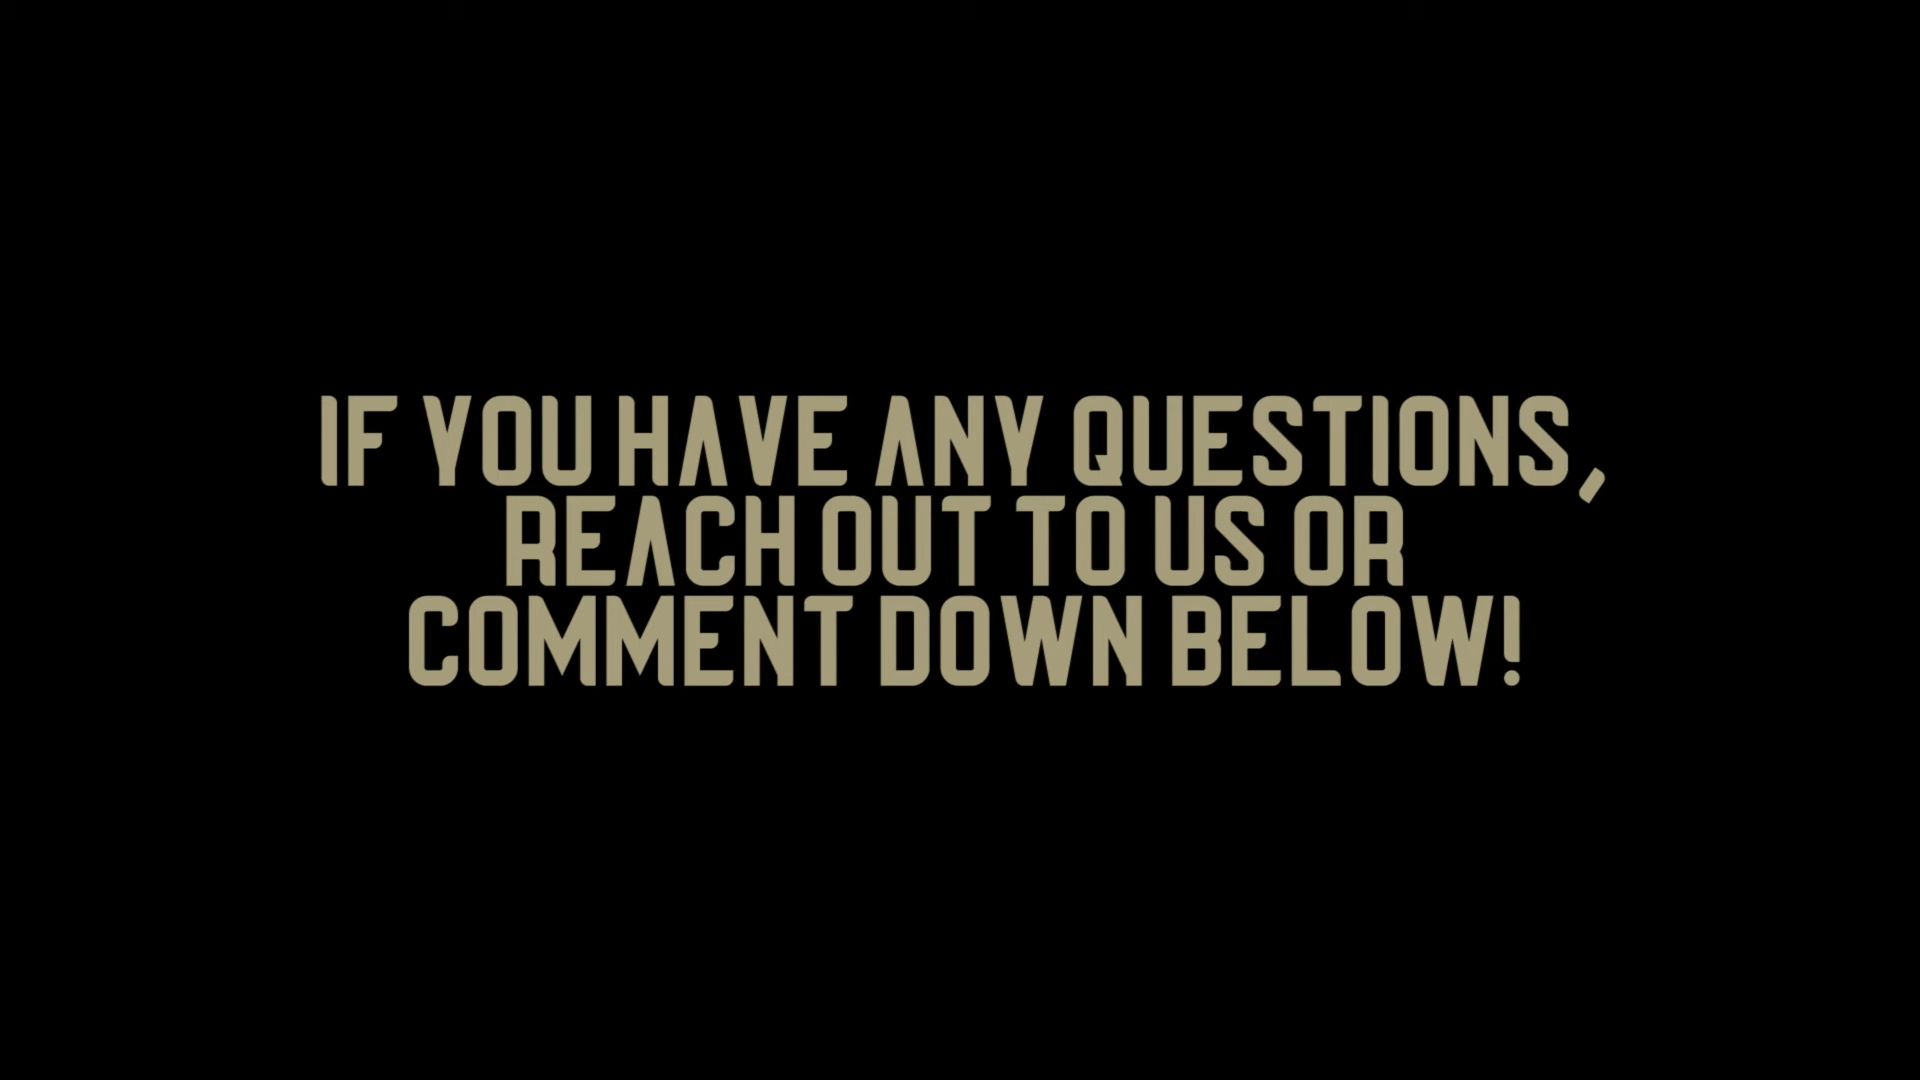 IF YOU HAVE ANY QUESTIONS,
REACH OUT TO US OR
COMMENT DOWN BELOW!